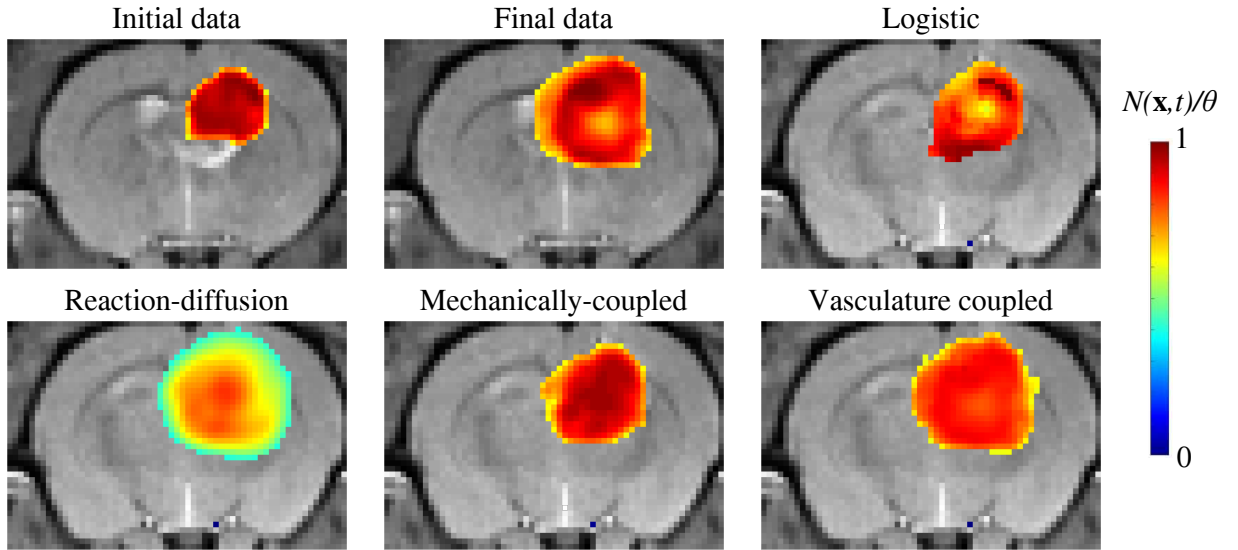 Initial data
Final data
Logistic
N(x,t)/θ
1
0
Reaction-diffusion
Mechanically-coupled
Vasculature coupled